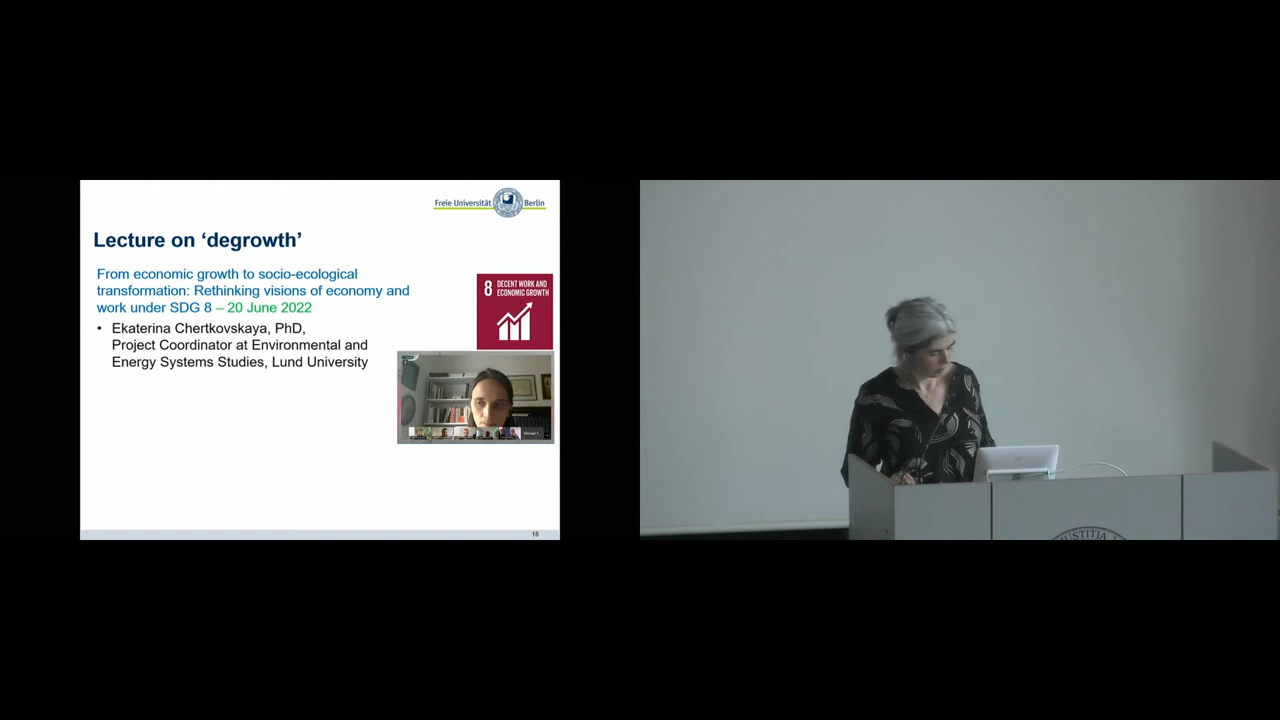 Freie Universität Berlin
Lecture on ‘degrowth’
From economic growth to socio-ecological
transformation: Rethinking visions of economy and
work under SDG 8 – 20 June 2022
8 DECENT WORK AND
ECONOMIC GROWTH
• Ekaterina Chertkovskaya, PhD,
Project Coordinator at Environmental and
Energy Systems Studies, Lund University
16
JUSTITIA